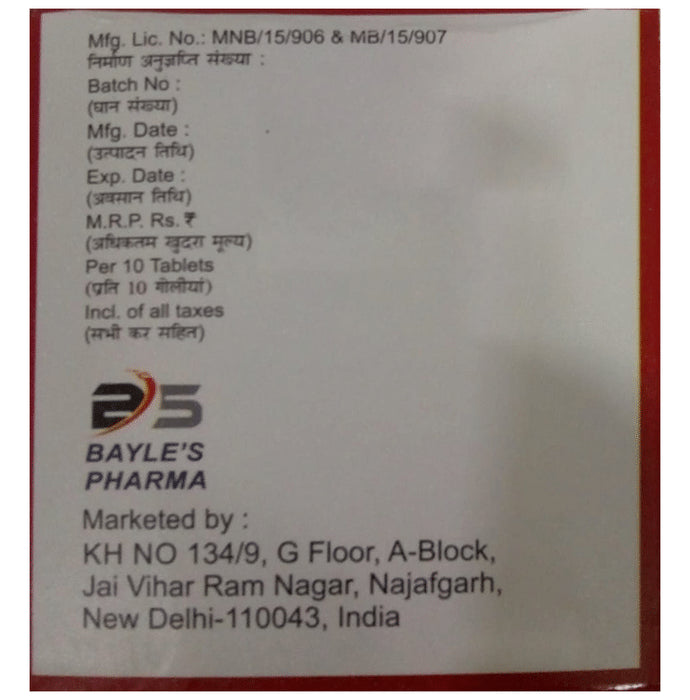 Mfg. Lic. No.: MNB/15/906 & MB/15/907
निर्माण अनुज्ञप्ति संख्या :
Batch No :
(घान संख्या)
Mfg. Date :
(उत्पादन तिथि)
Exp. Date :
(अवसान तिथि)
M.R.P. Rs. ₹
(अधिकतम खुदरा मूल्य)
Per 10 Tablets
(प्रति 10 गोलीयां)
Incl. of all taxes
(सभी कर सहित)
BAYLE'S
PHARMA
Marketed by :
KH NO 134/9, G Floor, A-Block,
Jai Vihar Ram Nagar, Najafgarh,
New Delhi-110043, India